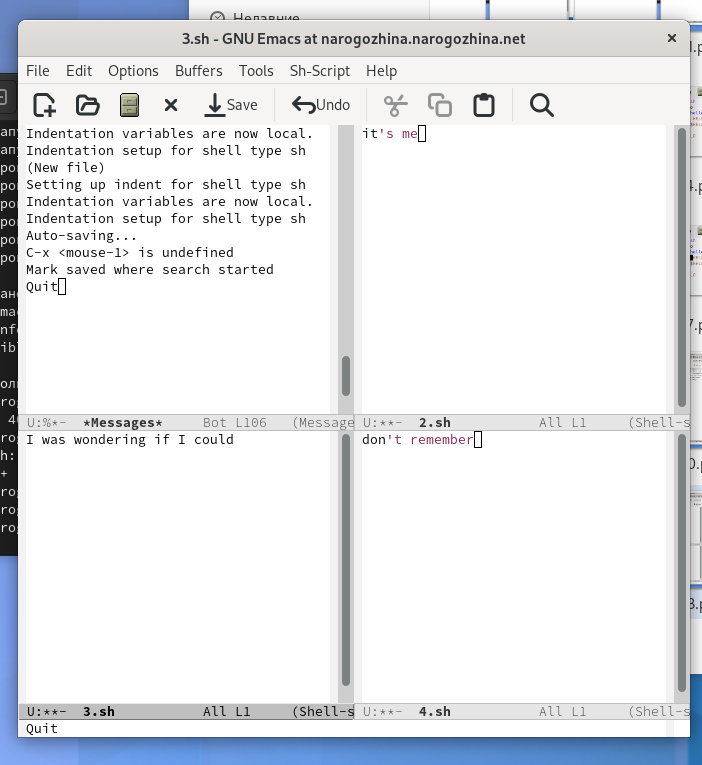 Недавние
3.sh - GNU Emacs at narogozhina.narogozhina.net
File Edit Options Buffers Tools Sh-Script Help
Save Undo
Indentation variables are now local.
Indentation setup for shell type sh
(New file)
Setting up indent for shell type sh
Indentation variables are now local.
Indentation setup for shell type sh
Auto-saving...
C-x <mouse-1> is undefined
Mark saved where search started
Quit
U:%*- *Messages* Bot L106 (Message
it's me
U:**- 2.sh All L1 (Shell-s
I was wondering if I could
U:**- 3.sh All L1 (Shell-s
don't remember
U:**- 4.sh All L1 (Shell-s
Quit